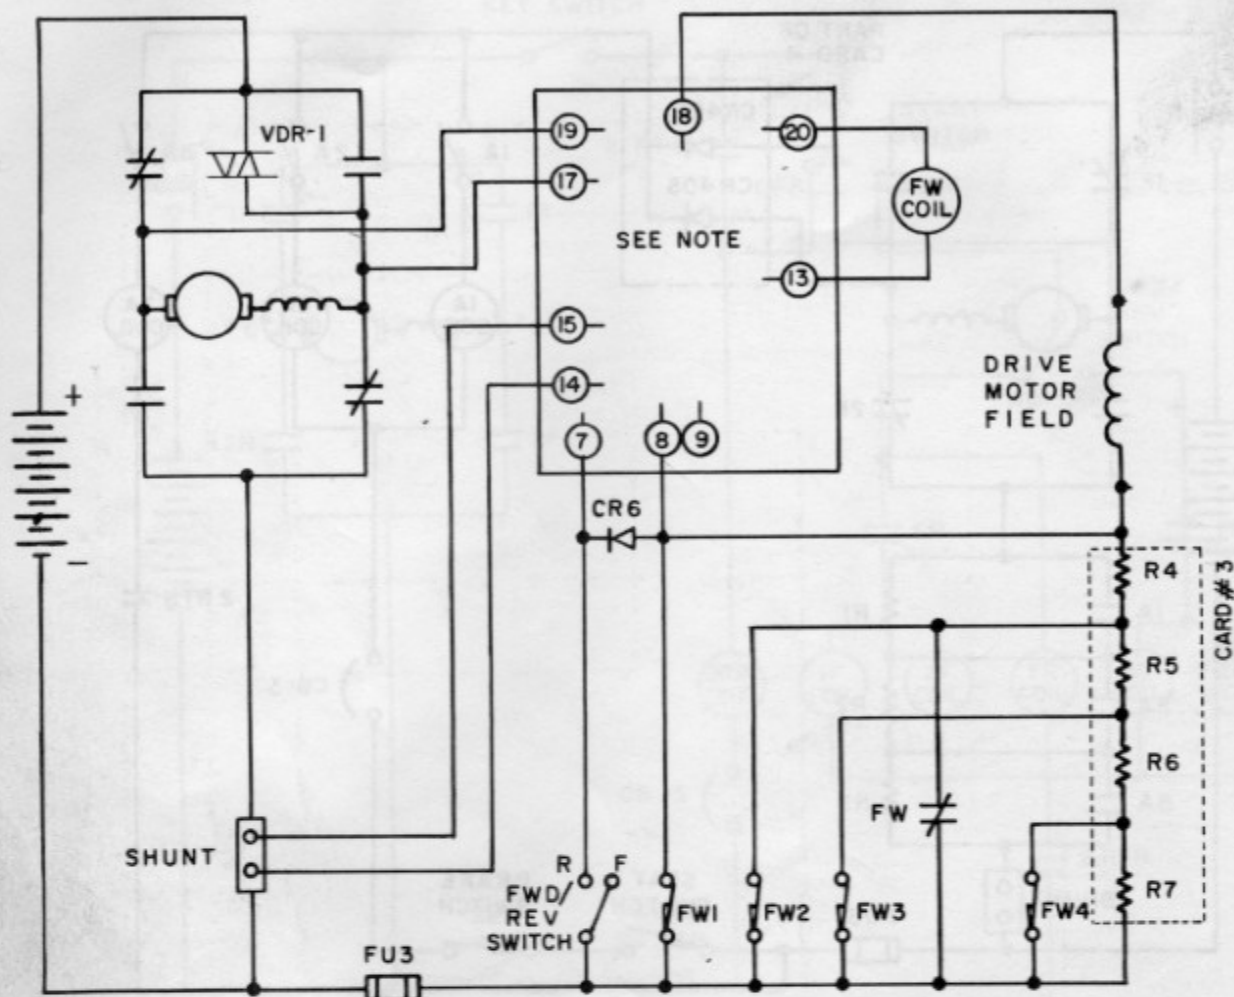 VDR-1
19
17
18
20
FW
COIL
SEE NOTE
13
15
14
7
8
9
DRIVE
MOTOR
FIELD
+
-
CR6
R4
R5
R6
R7
CARD #3
SHUNT
R
F
FWD/
REV
SWITCH
FW1
FW2
FW3
FW
FW4
FU3